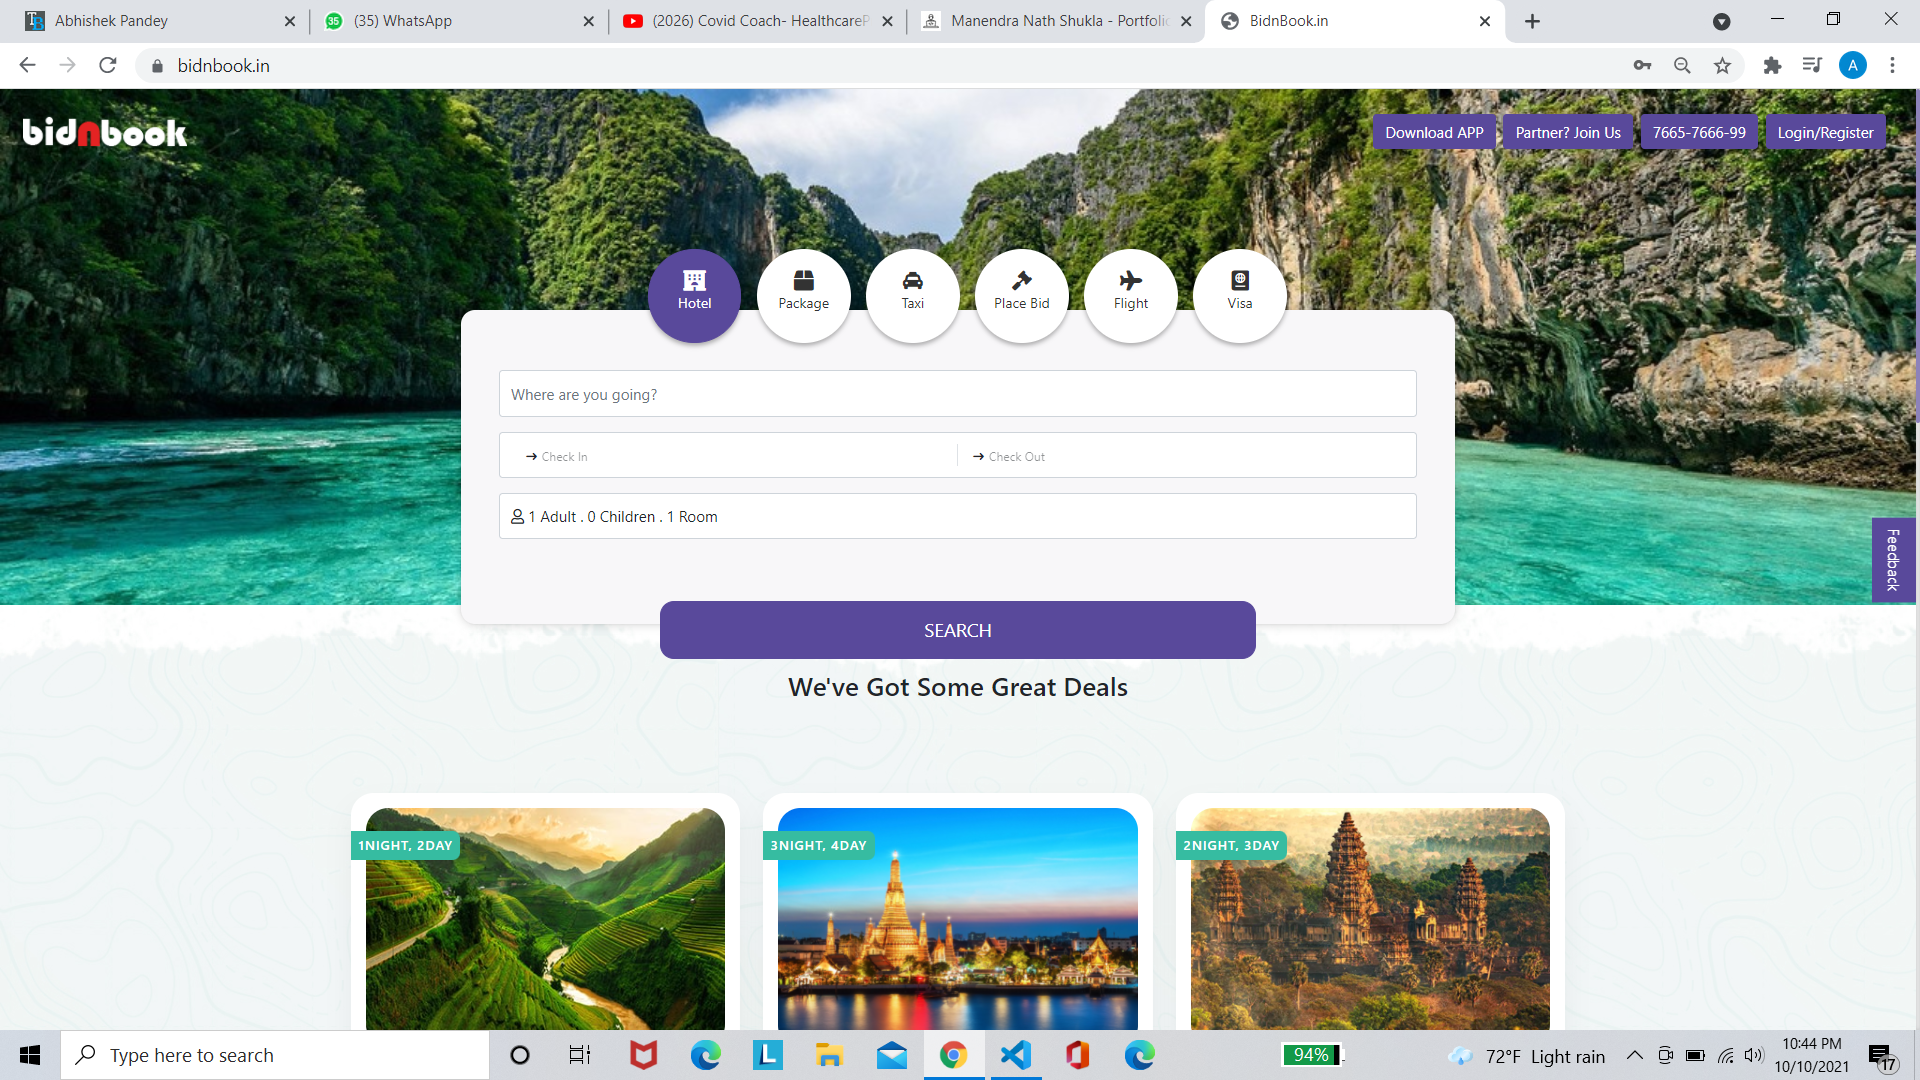 Abhishek Pandey
(35) WhatsApp
(2026) Covid Coach- HealthcareP
Manendra Nath Shukla - Portfolio
BidnBook.in
bidnbook.in
A
bidnbook
Download APP
Partner? Join Us
7665-7666-99
Login/Register
Hotel
Package
Taxi
Place Bid
Flight
Visa
Where are you going?
Check In
Check Out
1 Adult . 0 Children . 1 Room
Feedback
SEARCH
We've Got Some Great Deals
1NIGHT, 2DAY
3NIGHT, 4DAY
2NIGHT, 3DAY
Type here to search
L
94%
72°F Light rain
10:44 PM
10/10/2021
17